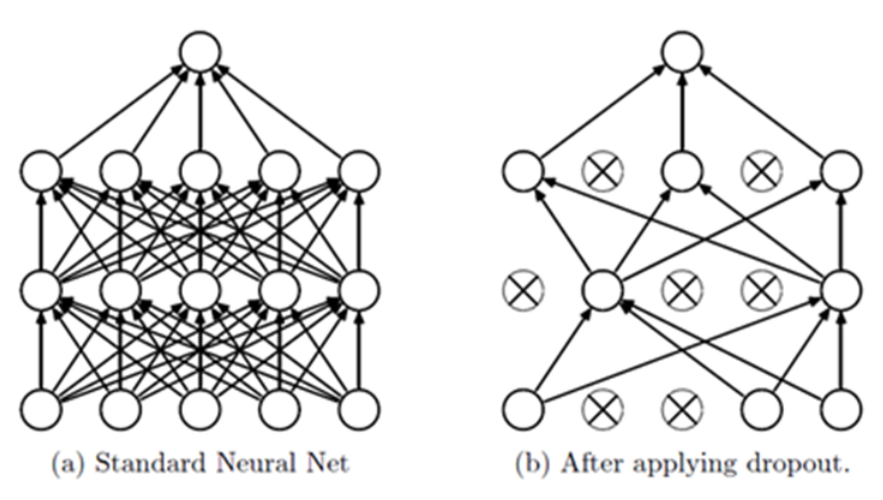 (a) Standard Neural Net
(b) After applying dropout.